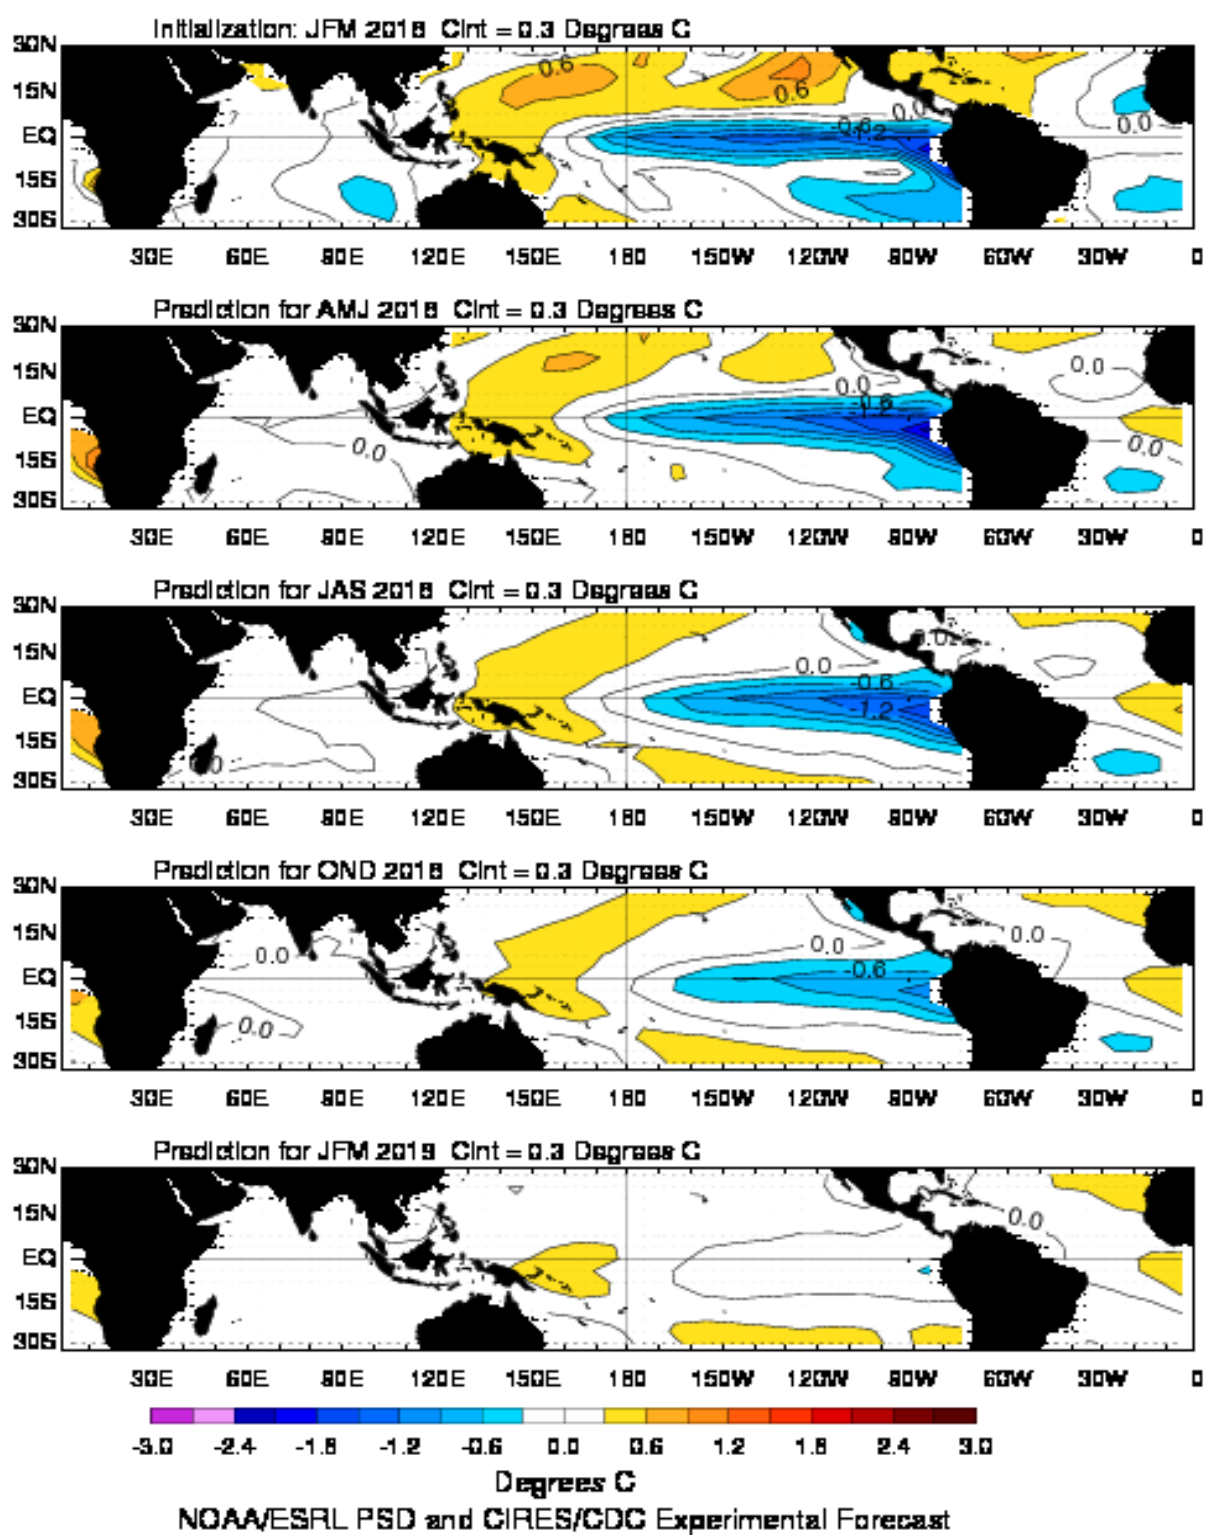 Initialization: JFM 2018 Cint = 0.3 Degrees C
30N
15N
EQ
15S
30S
0.6
0.6
0.0
-0.6
-1.2
0.0
30E 60E 90E 120E 150E 180 150W 120W 90W 60W 30W 0
Prediction for AMJ 2018 Cint = 0.3 Degrees C
30N
15N
EQ
15S
30S
0.0
0.0
-0.6
-1.2
0.0
0.0
30E 60E 90E 120E 150E 180 150W 120W 90W 60W 30W 0
Prediction for JAS 2018 Cint = 0.3 Degrees C
30N
15N
EQ
15S
30S
0.0
0.0
-0.6
-1.2
0.0
30E 60E 90E 120E 150E 180 150W 120W 90W 60W 30W 0
Prediction for OND 2018 Cint = 0.3 Degrees C
30N
15N
EQ
15S
30S
0.0
0.0
0.0
-0.6
0.0
30E 60E 90E 120E 150E 180 150W 120W 90W 60W 30W 0
Prediction for JFM 2019 Cint = 0.3 Degrees C
30N
15N
EQ
15S
30S
0.0
30E 60E 90E 120E 150E 180 150W 120W 90W 60W 30W 0
-3.0 -2.4 -1.8 -1.2 -0.6 0.0 0.6 1.2 1.8 2.4 3.0
Degrees C
NOAA/ESRL PSD and CIRES/CDC Experimental Forecast